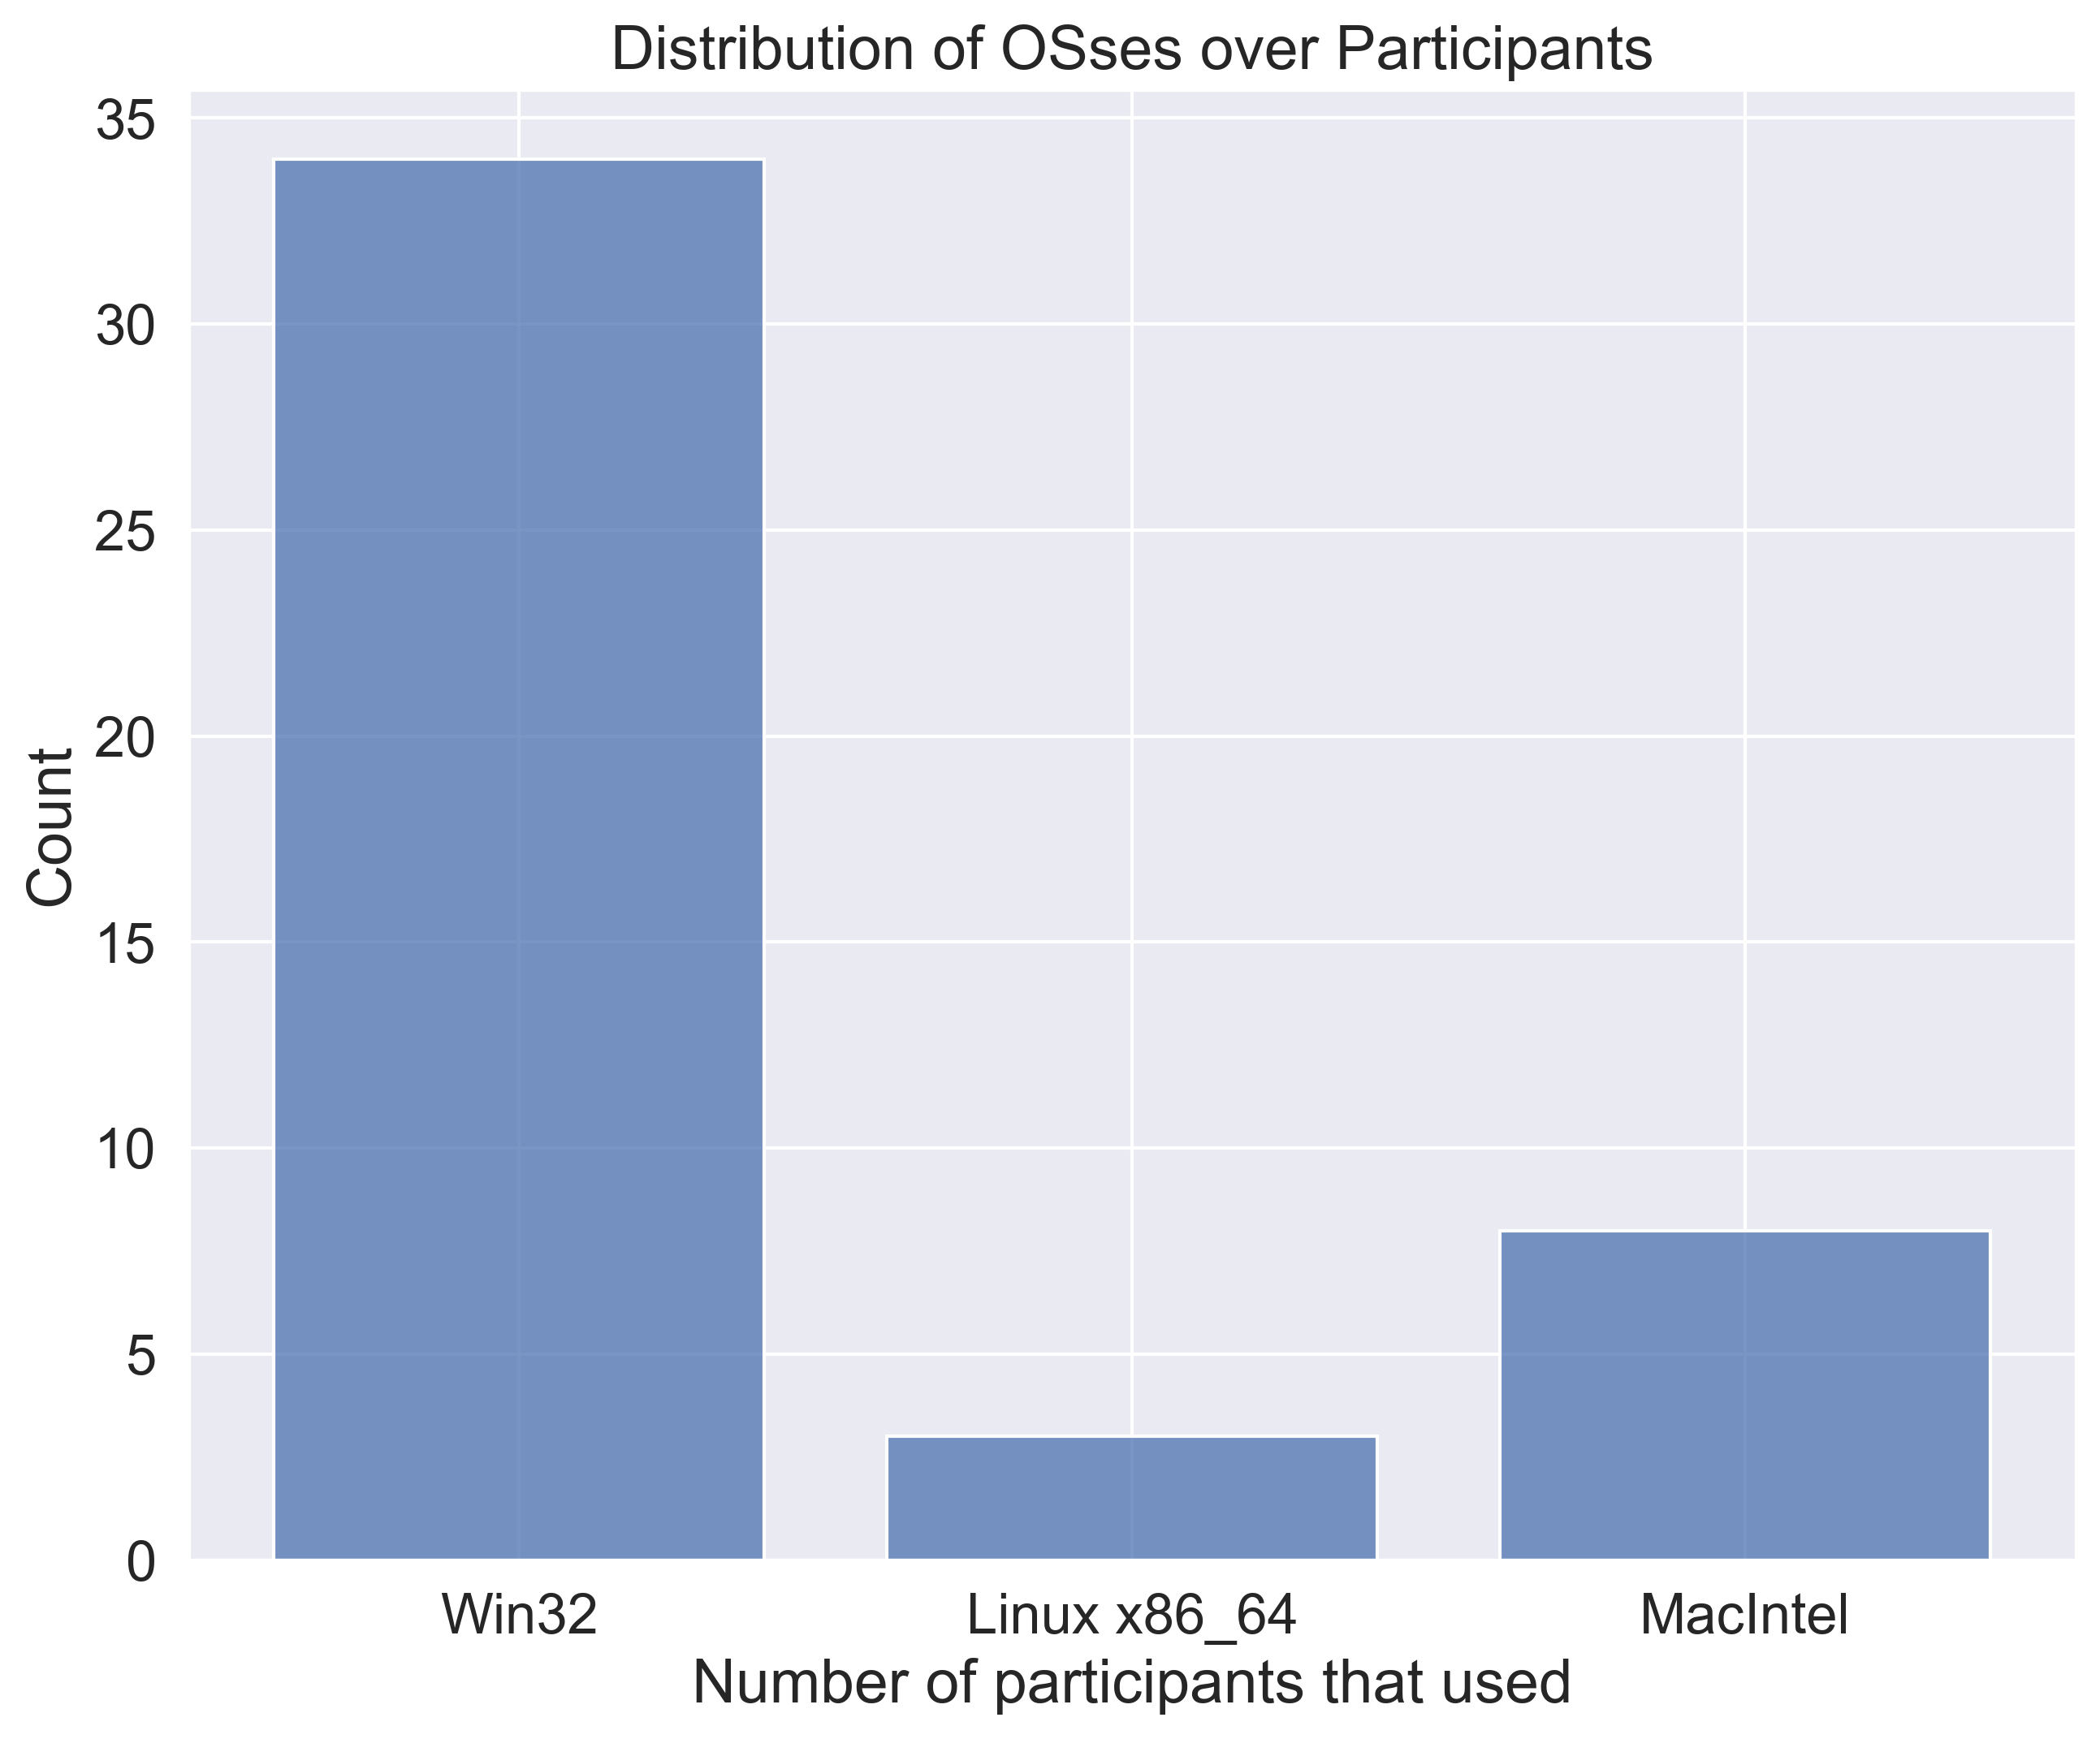 Distribution of OSses over Participants
35
30
25
20
15
10
5
0
Count
Win32
Linux x86_64
MacIntel
Number of participants that used